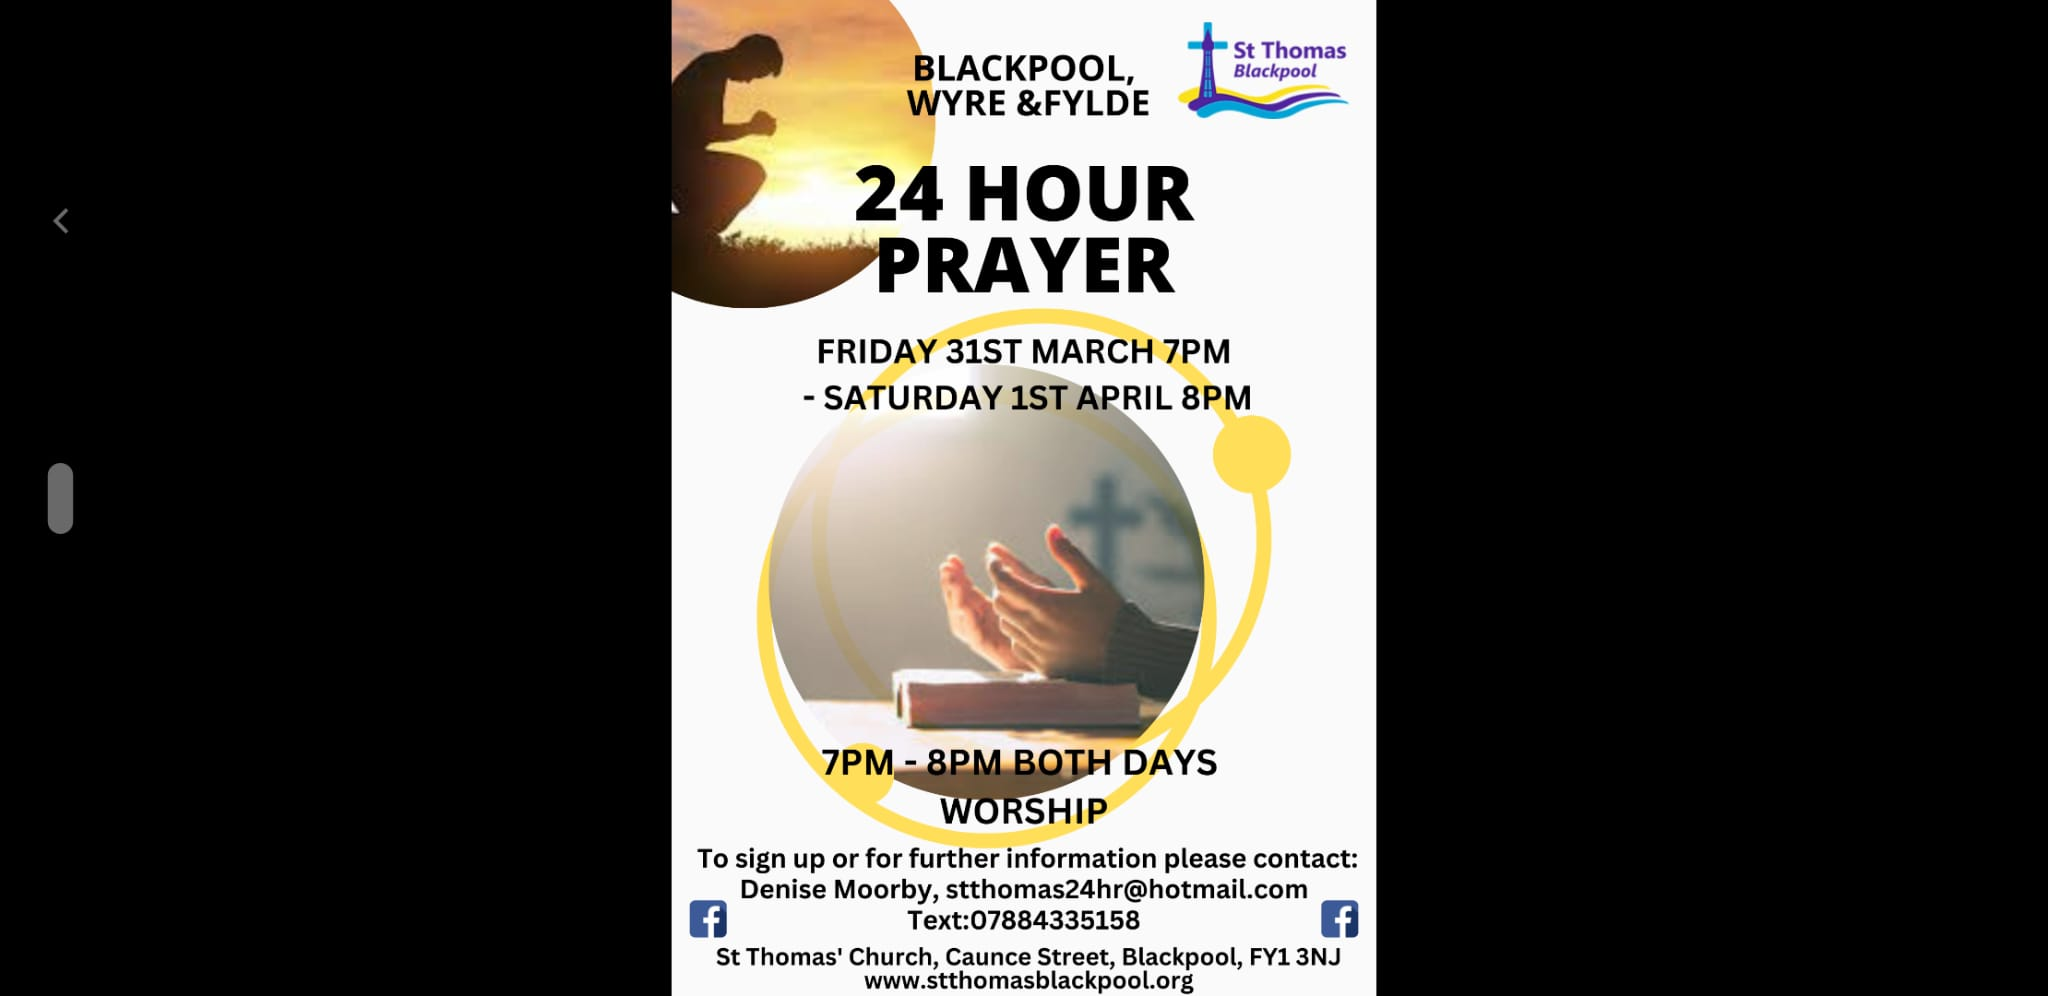 BLACKPOOL,
WYRE &FYLDE
St Thomas
Blackpool
24 HOUR
PRAYER
FRIDAY 31ST MARCH 7PM
- SATURDAY 1ST APRIL 8PM
7PM - 8PM BOTH DAYS
WORSHIP
To sign up or for further information please contact:
Denise Moorby, stthomas24hr@hotmail.com
Text:07884335158
St Thomas' Church, Caunce Street, Blackpool, FY1 3NJ
www.stthomasblackpool.org